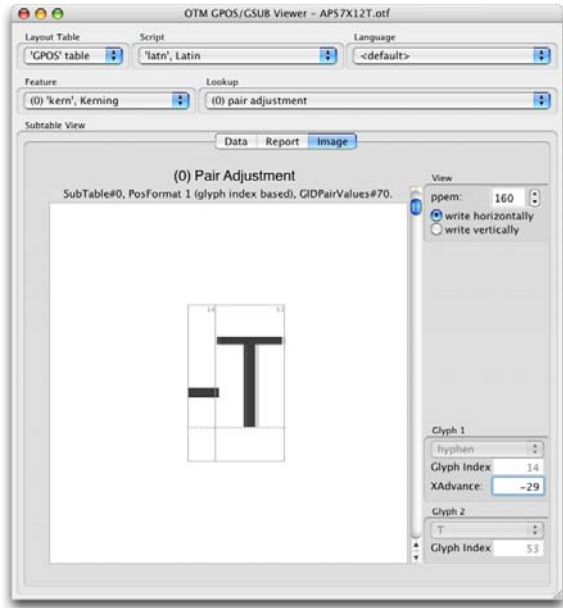 OTM GPOS/GSUB Viewer – AP57X12T.otf
Layout Table Script Language
'GPOS' table 'latn', Latin <default>
Feature Lookup
(0) 'kern', Kerning (0) pair adjustment
Subtable View
Data Report Image
(0) Pair Adjustment
SubTable#0, PosFormat 1 (glyph index based), GIDPairValues#70.
View
ppem: 160
write horizontally
write vertically
14 53
-T
Glyph 1
hyphen
Glyph Index 14
XAdvance: -29
Glyph 2
T
Glyph Index 53